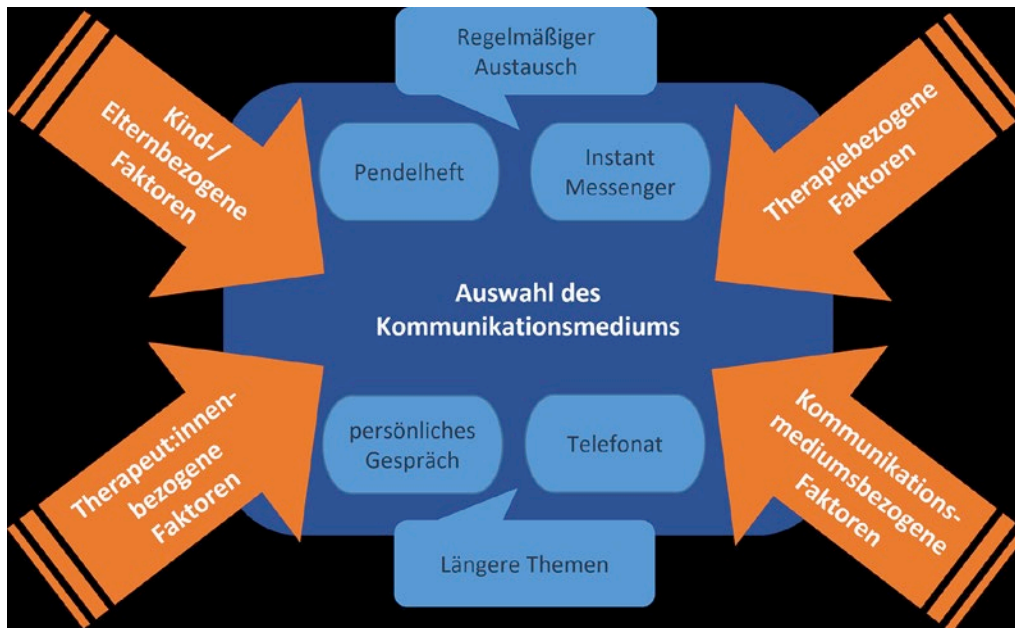 Regelmäßiger
Austausch
Kind-/
Elternbezogene
Faktoren
Therapiebezogene
Faktoren
Pendelheft
Instant
Messenger
Auswahl des
Kommunikationsmediums
persönliches
Gespräch
Telefonat
Therapeut:innen-
bezogene
Faktoren
Kommunikations-
mediumsbezogene
Faktoren
Längere Themen